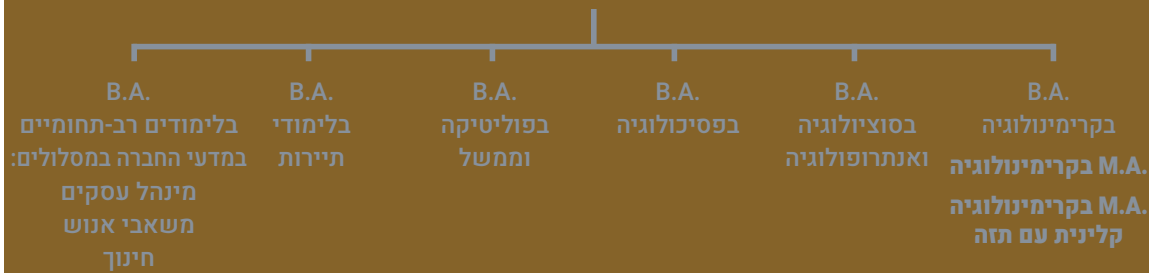 B.A.
בקרימינולוגיה
M.A. בקרימינולוגיה
M.A. בקרימינולוגיה
קלינית עם תזה
B.A.
בסוציולוגיה
ואנתרופולוגיה
B.A.
בפסיכולוגיה
B.A.
בפוליטיקה
וממשל
B.A.
בלימודי
תיירות
B.A.
בלימודים רב-תחומיים
במדעי החברה במסלולים:
מינהל עסקים
משאבי אנוש
חינוך